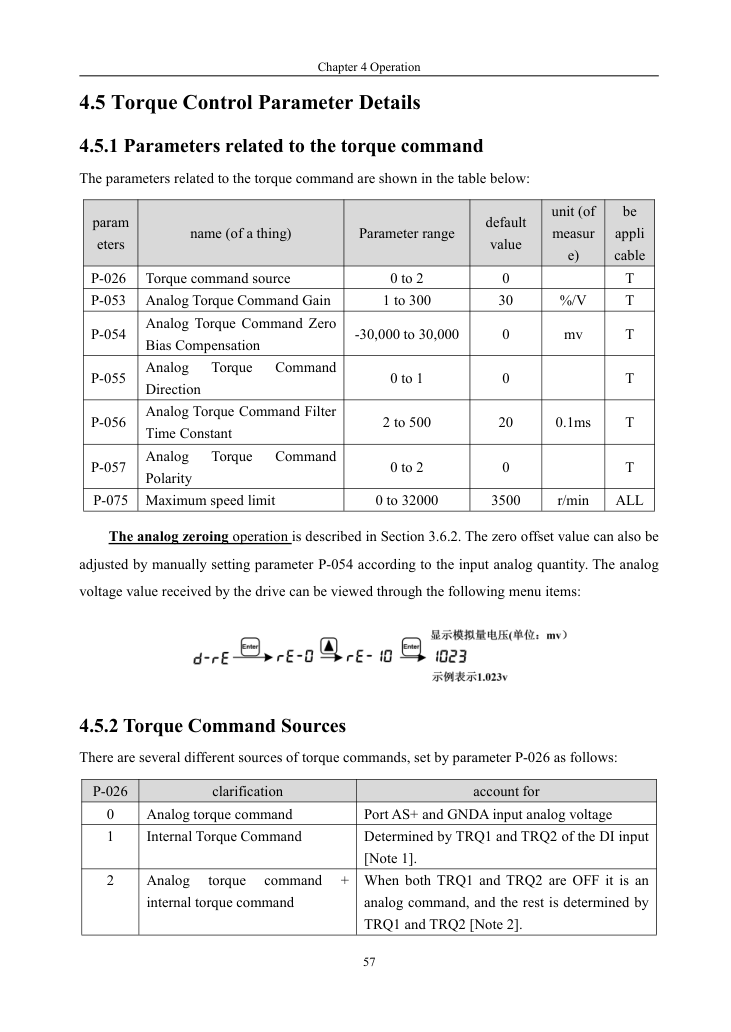 Chapter 4 Operation
4.5 Torque Control Parameter Details
4.5.1 Parameters related to the torque command
The parameters related to the torque command are shown in the table below:
param
eters
name (of a thing)
Parameter range
default
value
unit (of
measur
e)
be
appli
cable
P-026 Torque command source 0 to 2 0 T
P-053 Analog Torque Command Gain 1 to 300 30 %/V T
P-054 Analog Torque Command Zero
Bias Compensation -30,000 to 30,000 0 mv T
P-055 Analog Torque Command
Direction 0 to 1 0 T
P-056 Analog Torque Command Filter
Time Constant 2 to 500 20 0.1ms T
P-057 Analog Torque Command
Polarity 0 to 2 0 T
P-075 Maximum speed limit 0 to 32000 3500 r/min ALL
The analog zeroing operation is described in Section 3.6.2. The zero offset value can also be
adjusted by manually setting parameter P-054 according to the input analog quantity. The analog
voltage value received by the drive can be viewed through the following menu items:
显示模拟量电压(单位：mv）
d-rE Enter rE-0 rE-10 Enter 1023
示例表示1.023v
4.5.2 Torque Command Sources
There are several different sources of torque commands, set by parameter P-026 as follows:
P-026 clarification account for
0 Analog torque command Port AS+ and GNDA input analog voltage
1 Internal Torque Command Determined by TRQ1 and TRQ2 of the DI input
[Note 1].
2 Analog torque command + When both TRQ1 and TRQ2 are OFF it is an
internal torque command analog command, and the rest is determined by
TRQ1 and TRQ2 [Note 2].
57